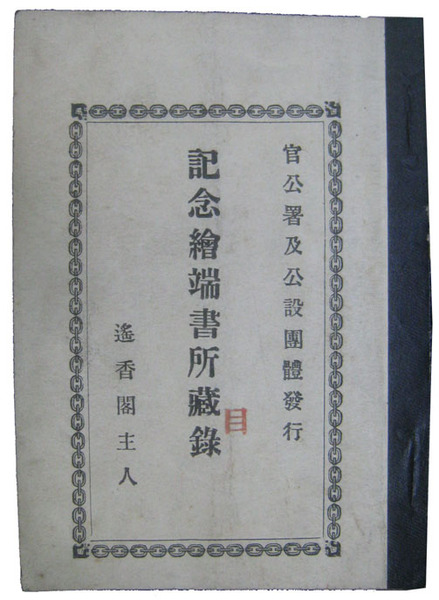 官公署及公設團體發行
記念繪端書所藏錄
目
遙香閣主人